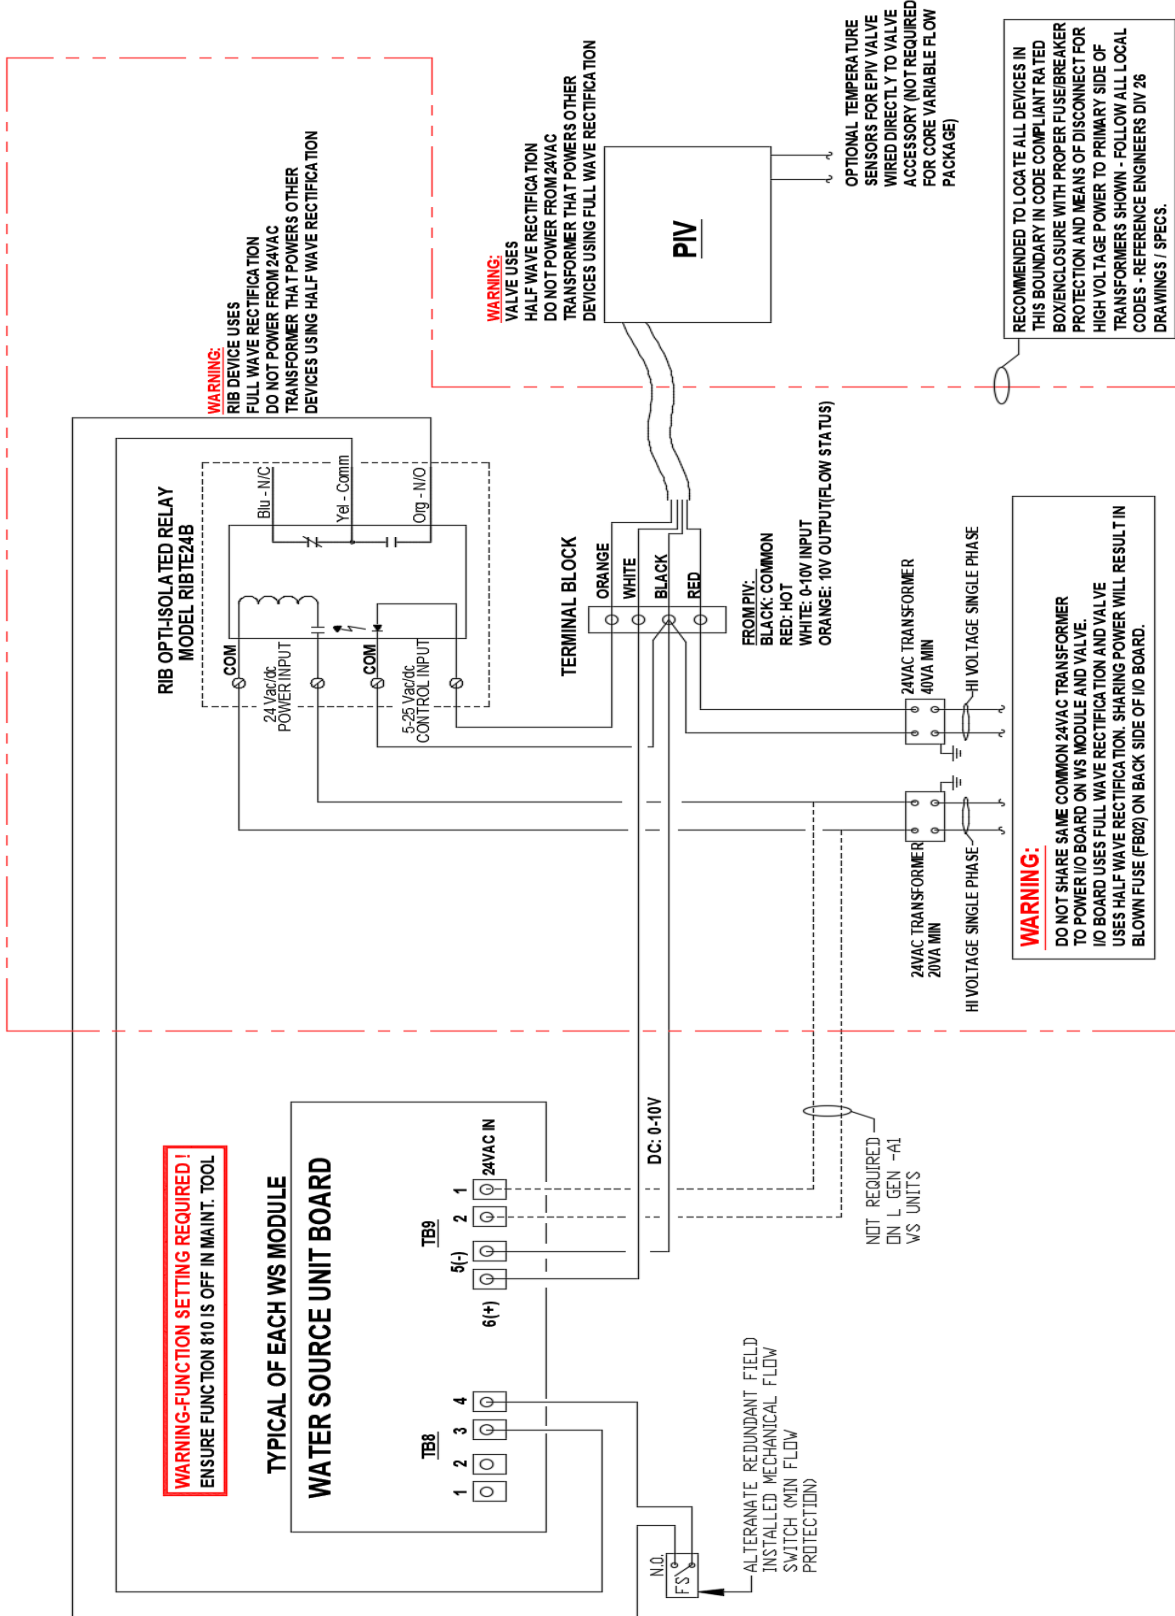 WARNING-FUNCTION SETTING REQUIRED !
ENSURE FUNCTION 810 IS OFF IN MAINT. TOOL
TYPICAL OF EACH WS MODULE
WATER SOURCE UNIT BOARD
TB8
1
2
3
4
TB9
6(+)
5(-)
2
1
24VAC IN
N.O.
FS
ALTERANATE REDUNDANT FIELD
INSTALLED MECHANICAL FLOW
SWITCH (MIN FLOW
PROTECTION)
DC: 0-10V
NOT REQUIRED
ON L GEN -A1
WS UNITS
RIB OPTI-ISOLATED RELAY
MODEL RIBTE24B
COM
24 Vac/dc
POWER INPUT
COM
5-25 Vac/dc
CONTROL INPUT
Blu - N/C
Yel - Comm
Org - N/O
WARNING:
RIB DEVICE USES
FULL WAVE RECTIFICATION
DO NOT POWER FROM 24VAC
TRANSFORMER THAT POWERS OTHER
DEVICES USING HALF WAVE RECTIFICATION
WARNING:
VALVE USES
HALF WAVE RECTIFICATION
DO NOT POWER FROM 24VAC
TRANSFORMER THAT POWERS OTHER
DEVICES USING FULL WAVE RECTIFICATION
TERMINAL BLOCK
ORANGE
WHITE
BLACK
RED
PIV
OPTIONAL TEMPERATURE
SENSORS FOR EPIV VALVE
WIRED DIRECTLY TO VALVE
ACCESSORY (NOT REQUIRED
FOR CORE VARIABLE FLOW
PACKAGE)
FROM PIV:
BLACK: COMMON
RED: HOT
WHITE: 0-10V INPUT
ORANGE: 10V OUTPUT(FLOW STATUS)
24VAC TRANSFORMER
20VA MIN
HI VOLTAGE SINGLE PHASE
24VAC TRANSFORMER
40VA MIN
HI VOLTAGE SINGLE PHASE
WARNING:
DO NOT SHARE SAME COMMON 24VAC TRANSFORMER
TO POWER I/O BOARD ON WS MODULE AND VALVE.
I/O BOARD USES FULL WAVE RECTIFICATION AND VALVE
USES HALF WAVE RECTIFICATION. SHARING POWER WILL RESULT IN
BLOWN FUSE (FB02) ON BACK SIDE OF I/O BOARD.
RECOMMENDED TO LOCATE ALL DEVICES IN
THIS BOUNDARY IN CODE COMPLIANT RATED
BOX/ENCLOSURE WITH PROPER FUSE/BREAKER
PROTECTION AND MEANS OF DISCONNECT FOR
HIGH VOLTAGE POWER TO PRIMARY SIDE OF
TRANSFORMERS SHOWN - FOLLOW ALL LOCAL
CODES - REFERENCE ENGINEERS DIV 26
DRAWINGS / SPECS.